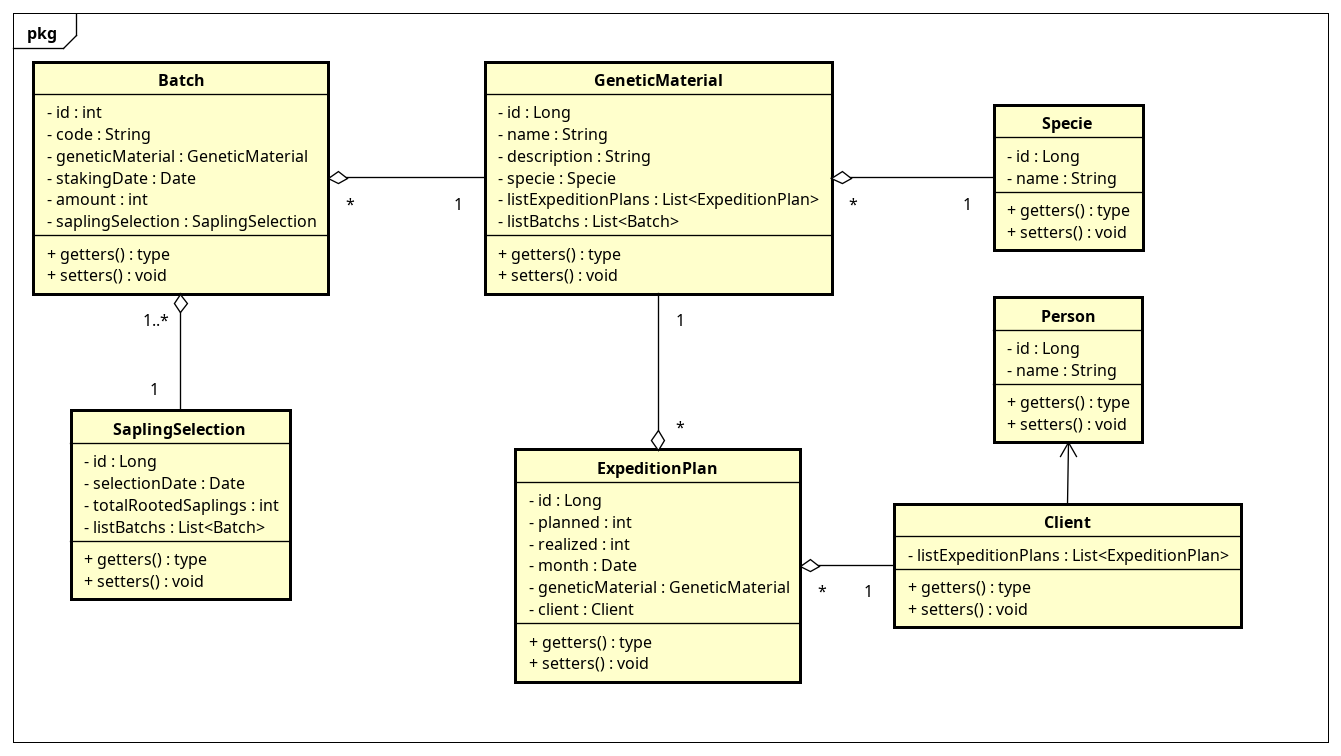 pkg
Batch
- id : int
- code : String
- geneticMaterial : GeneticMaterial
- stakingDate : Date
- amount : int
- saplingSelection : SaplingSelection
+ getters() : type
+ setters() : void
*
1
GeneticMaterial
- id : Long
- name : String
- description : String
- specie : Specie
- listExpeditionPlans : List<ExpeditionPlan>
- listBatchs : List<Batch>
+ getters() : type
+ setters() : void
*
1
Specie
- id : Long
- name : String
+ getters() : type
+ setters() : void
1..*
1
SaplingSelection
- id : Long
- selectionDate : Date
- totalRootedSaplings : int
- listBatchs : List<Batch>
+ getters() : type
+ setters() : void
1
*
ExpeditionPlan
- id : Long
- planned : int
- realized : int
- month : Date
- geneticMaterial : GeneticMaterial
- client : Client
+ getters() : type
+ setters() : void
*
1
Person
- id : Long
- name : String
+ getters() : type
+ setters() : void
Client
- listExpeditionPlans : List<ExpeditionPlan>
+ getters() : type
+ setters() : void